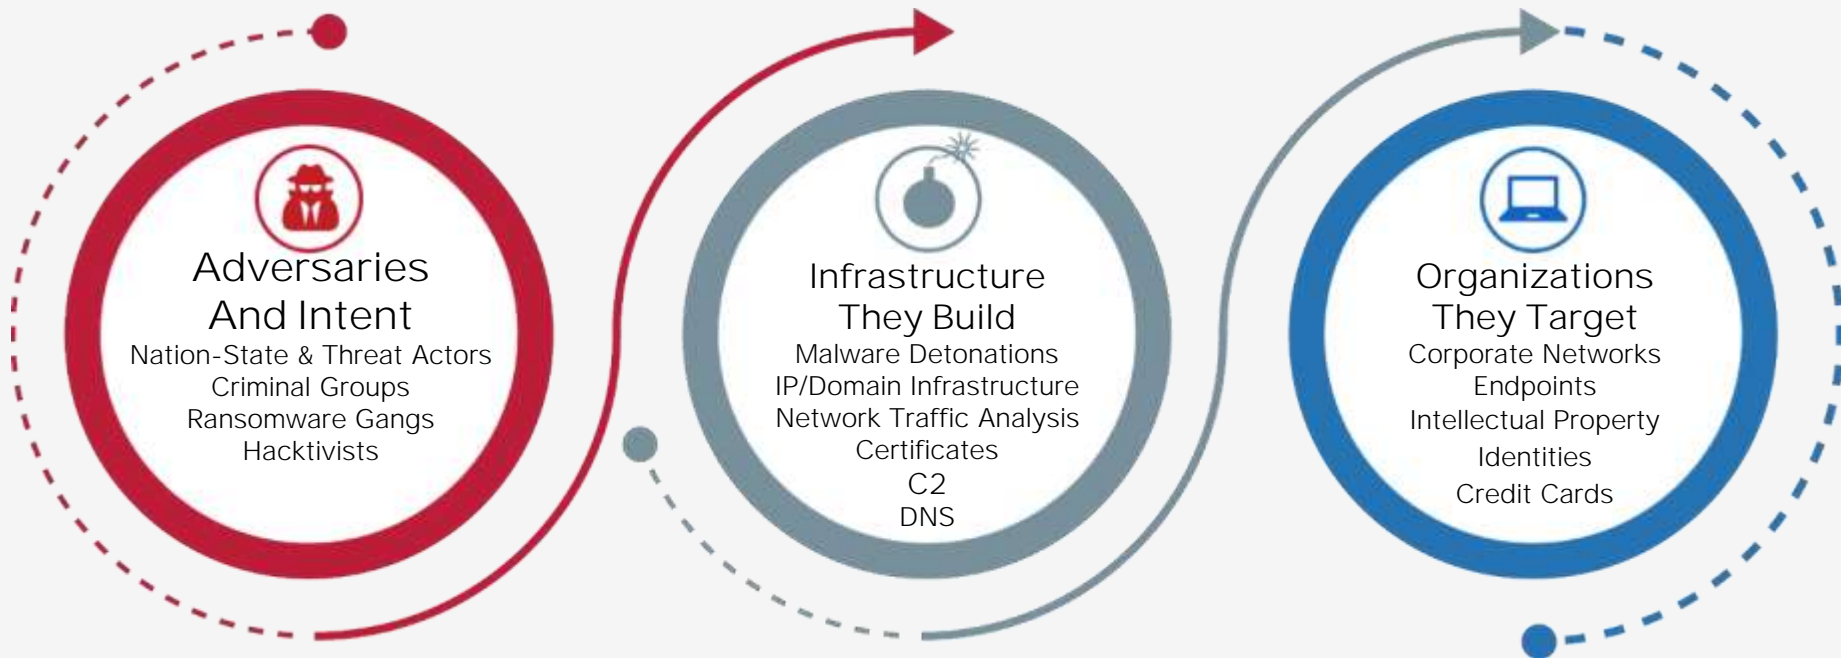 Adversaries
And Intent
Nation-State & Threat Actors
Criminal Groups
Ransomware Gangs
Hacktivists
Infrastructure
They Build
Malware Detonations
IP/Domain Infrastructure
Network Traffic Analysis
Certificates
C2
DNS
Organizations
They Target
Corporate Networks
Endpoints
Intellectual Property
Identities
Credit Cards